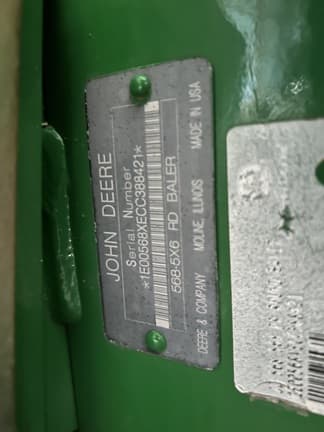 JOHN DEERE
Serial Number
*1E00568XECC388421*
568-5X6 RD BALER
DEERE & COMPANY MOLINE, ILLINOIS MADE IN USA